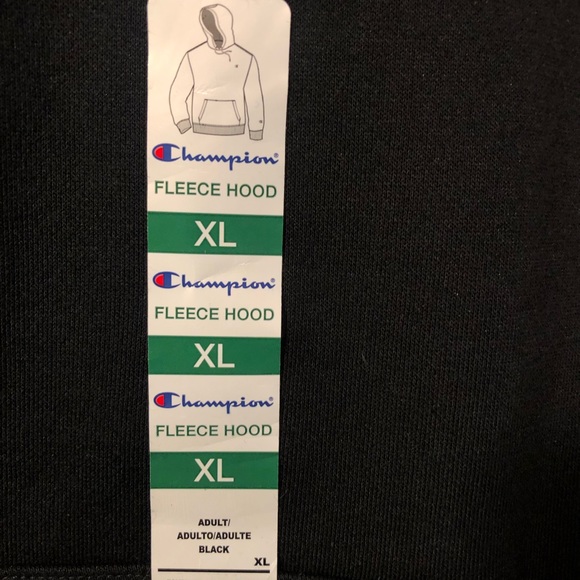 Champion®
FLEECE HOOD
XL
Champion®
FLEECE HOOD
XL
Champion®
FLEECE HOOD
XL
ADULT/
ADULTO/ADULTE
BLACK
XL